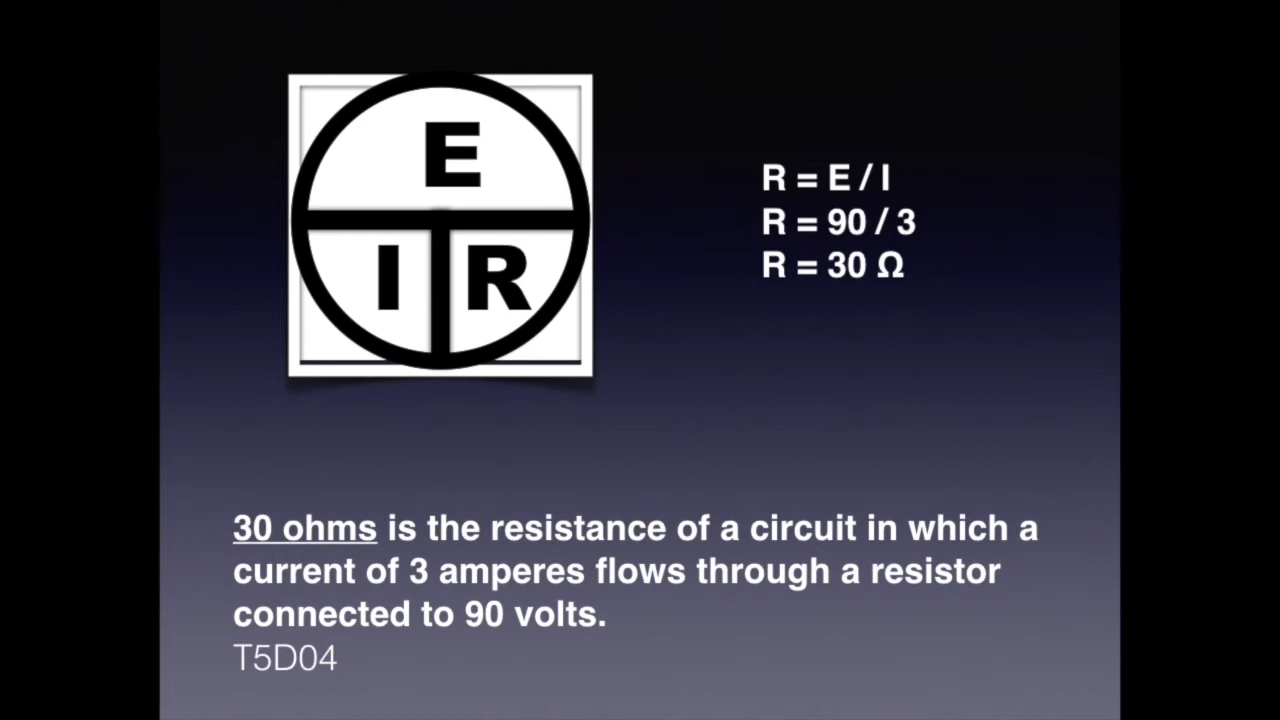 E
I R
R = E / I
R = 90 / 3
R = 30 Ω
30 ohms is the resistance of a circuit in which a
current of 3 amperes flows through a resistor
connected to 90 volts.
T5D04